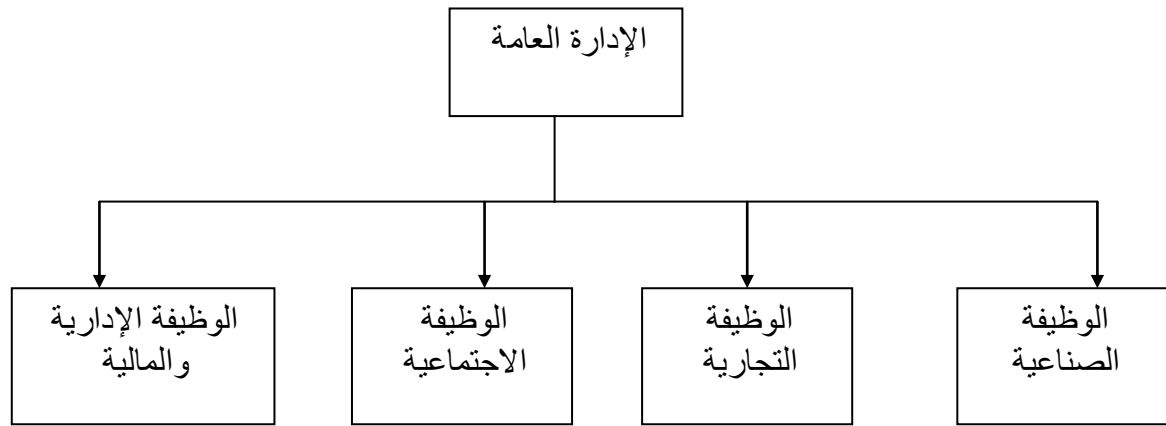 الإدارة العامة
الوظيفة
الصناعية
الوظيفة
التجارية
الوظيفة
الاجتماعية
الوظيفة الإدارية
والمالية